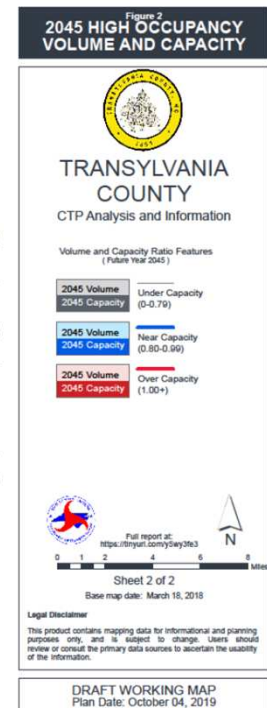 Figure 2
2045 HIGH OCCUPANCY
VOLUME AND CAPACITY
TRANSYLVANIA
COUNTY
CTP Analysis and Information
Volume and Capacity Ratio Features
( Future Year 2045 )
2045 Volume
2045 Capacity
Under Capacity
(0-0.79)
2045 Volume
2045 Capacity
Near Capacity
(0.80-0.99)
2045 Volume
2045 Capacity
Over Capacity
(1.00+)
Full report at:
https://tinyurl.com/y5wy3fe3
N
0 1 2 4 6 8
Miles
Sheet 2 of 2
Base map date: March 18, 2018
Legal Disclaimer
This product contains mapping data for informational and planning
purposes only, and is subject to change. Users should
review or consult the primary data sources to ascertain the usability
of the information.
DRAFT WORKING MAP
Plan Date: October 04, 2019